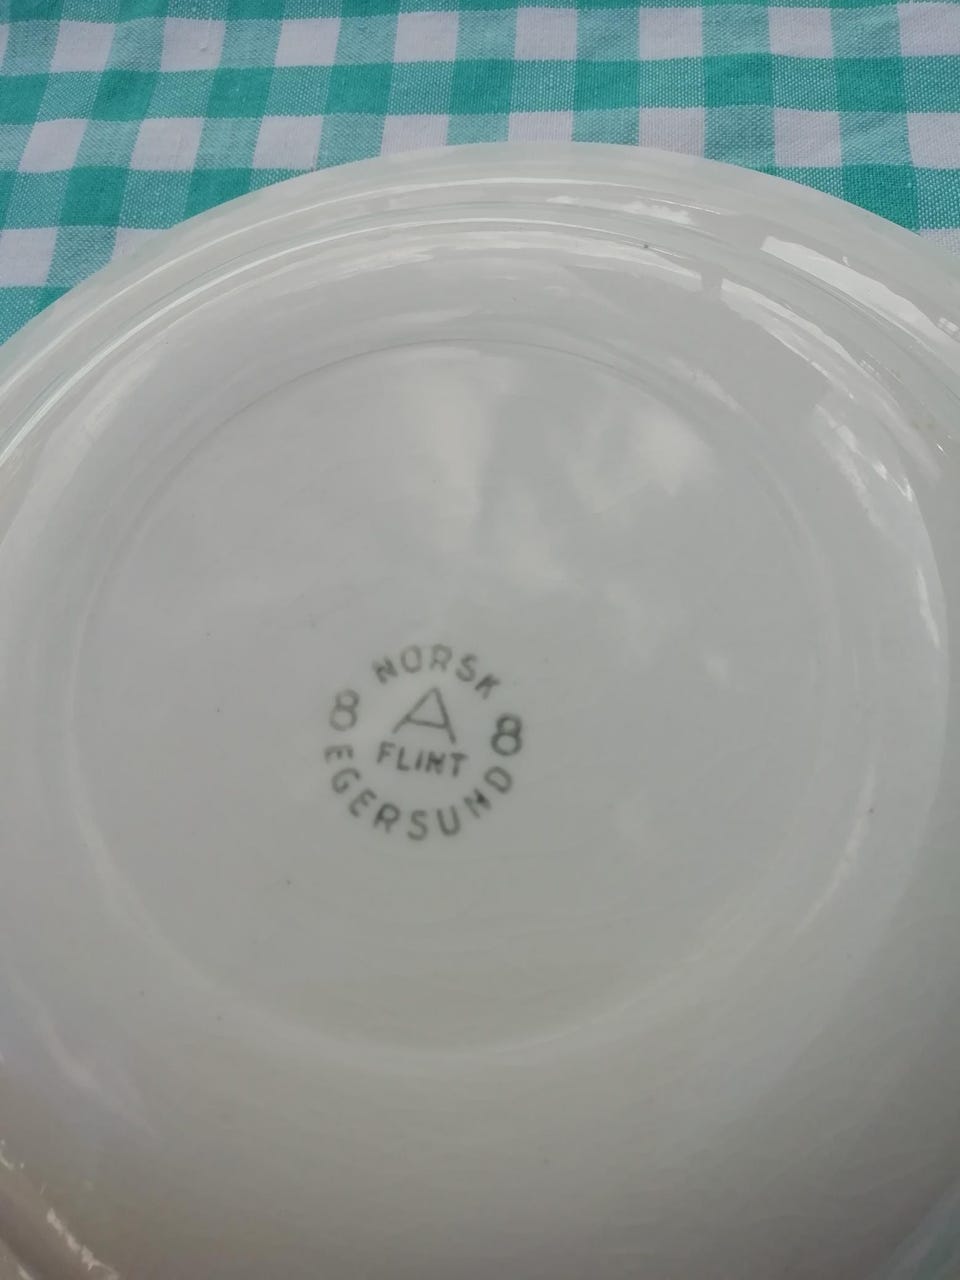 NORSK
8 A 8
FLINT
EGERSUND